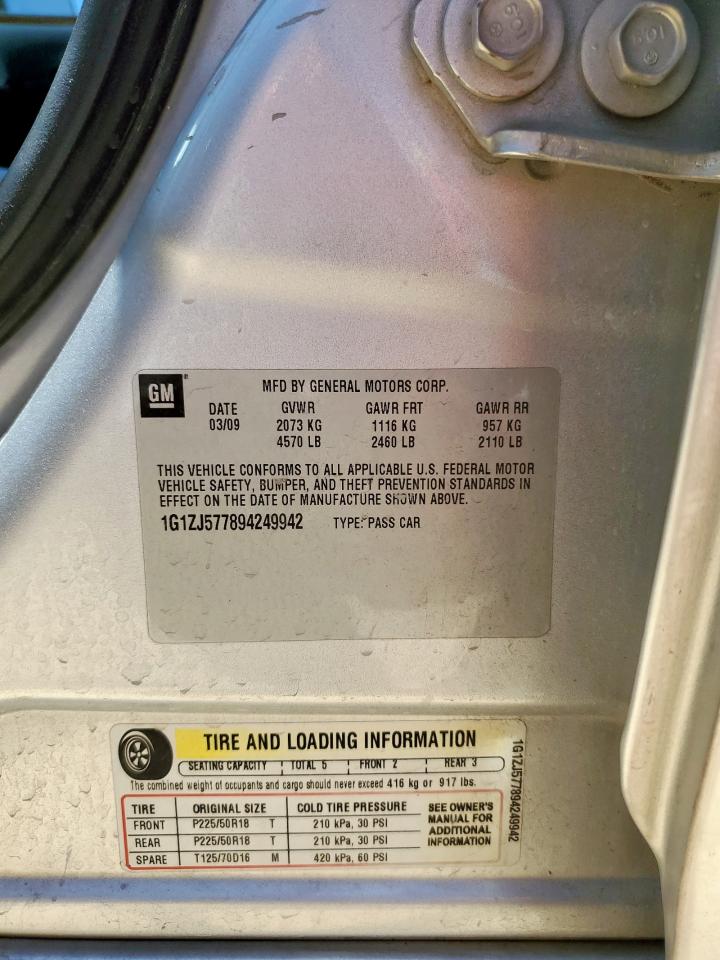 10.9
10.9
GM
MFD BY GENERAL MOTORS CORP.
DATE GVWR GAWR FRT GAWR RR
03/09 2073 KG 1116 KG 957 KG
4570 LB 2460 LB 2110 LB
THIS VEHICLE CONFORMS TO ALL APPLICABLE U.S. FEDERAL MOTOR
VEHICLE SAFETY, BUMPER, AND THEFT PREVENTION STANDARDS IN
EFFECT ON THE DATE OF MANUFACTURE SHOWN ABOVE.
1G1ZJ577894249942 TYPE: PASS CAR
TIRE AND LOADING INFORMATION
SEATING CAPACITY TOTAL 5 FRONT 2 REAR 3
The combined weight of occupants and cargo should never exceed 416 kg or 917 lbs.
TIRE ORIGINAL SIZE COLD TIRE PRESSURE
FRONT P225/50R18 T 210 kPa, 30 PSI
REAR P225/50R18 T 210 kPa, 30 PSI
SPARE T125/70D16 M 420 kPa, 60 PSI
SEE OWNER'S
MANUAL FOR
ADDITIONAL
INFORMATION
1G1ZJ577894249942